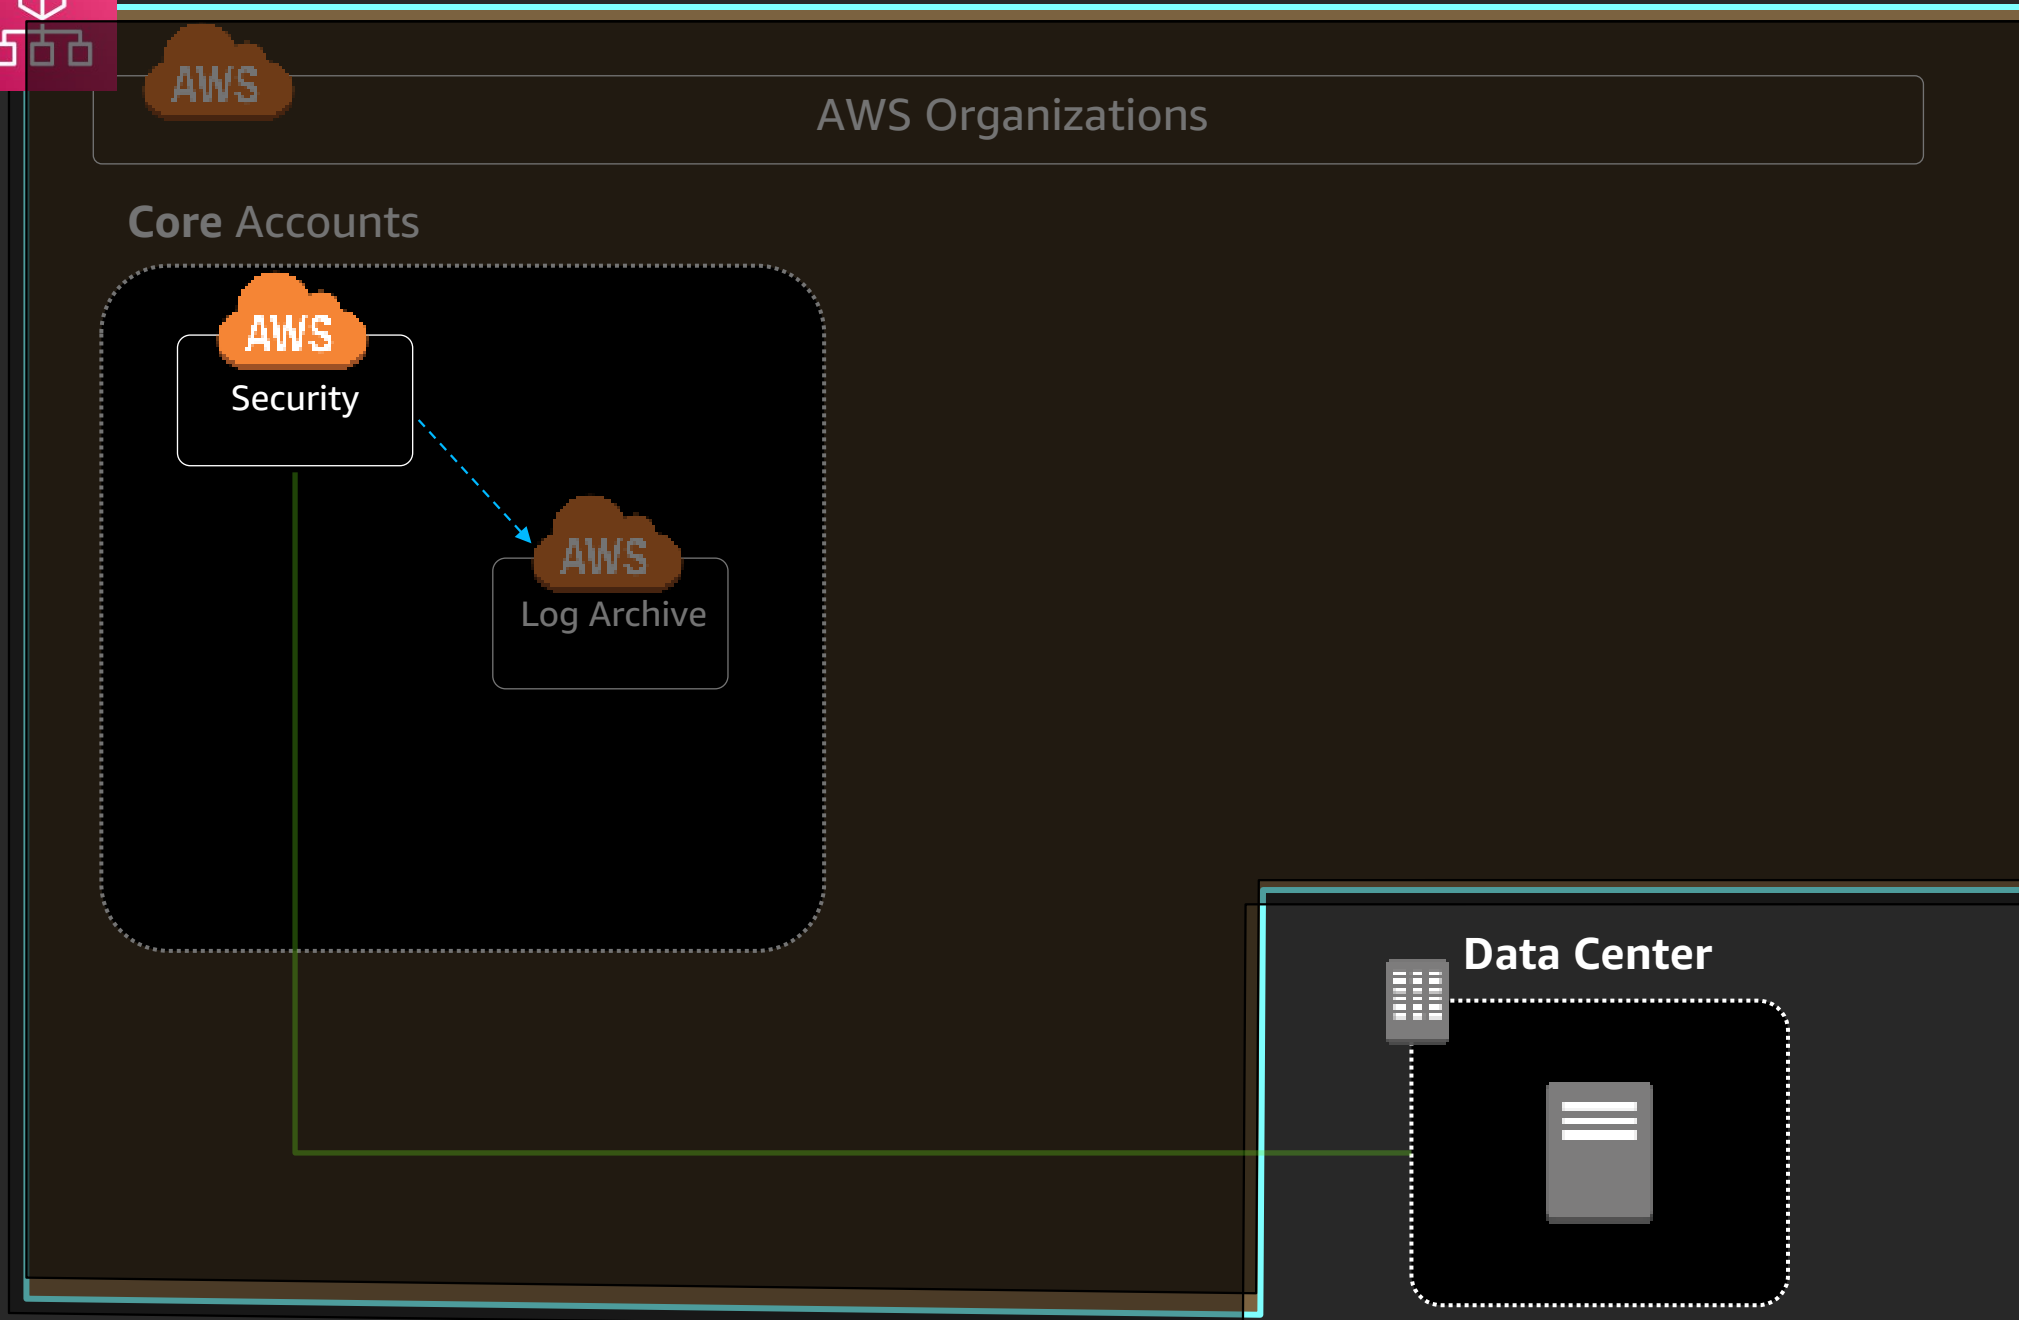 AWS
AWS Organizations
Core Accounts
AWS
Security
AWS
Log Archive
Data Center